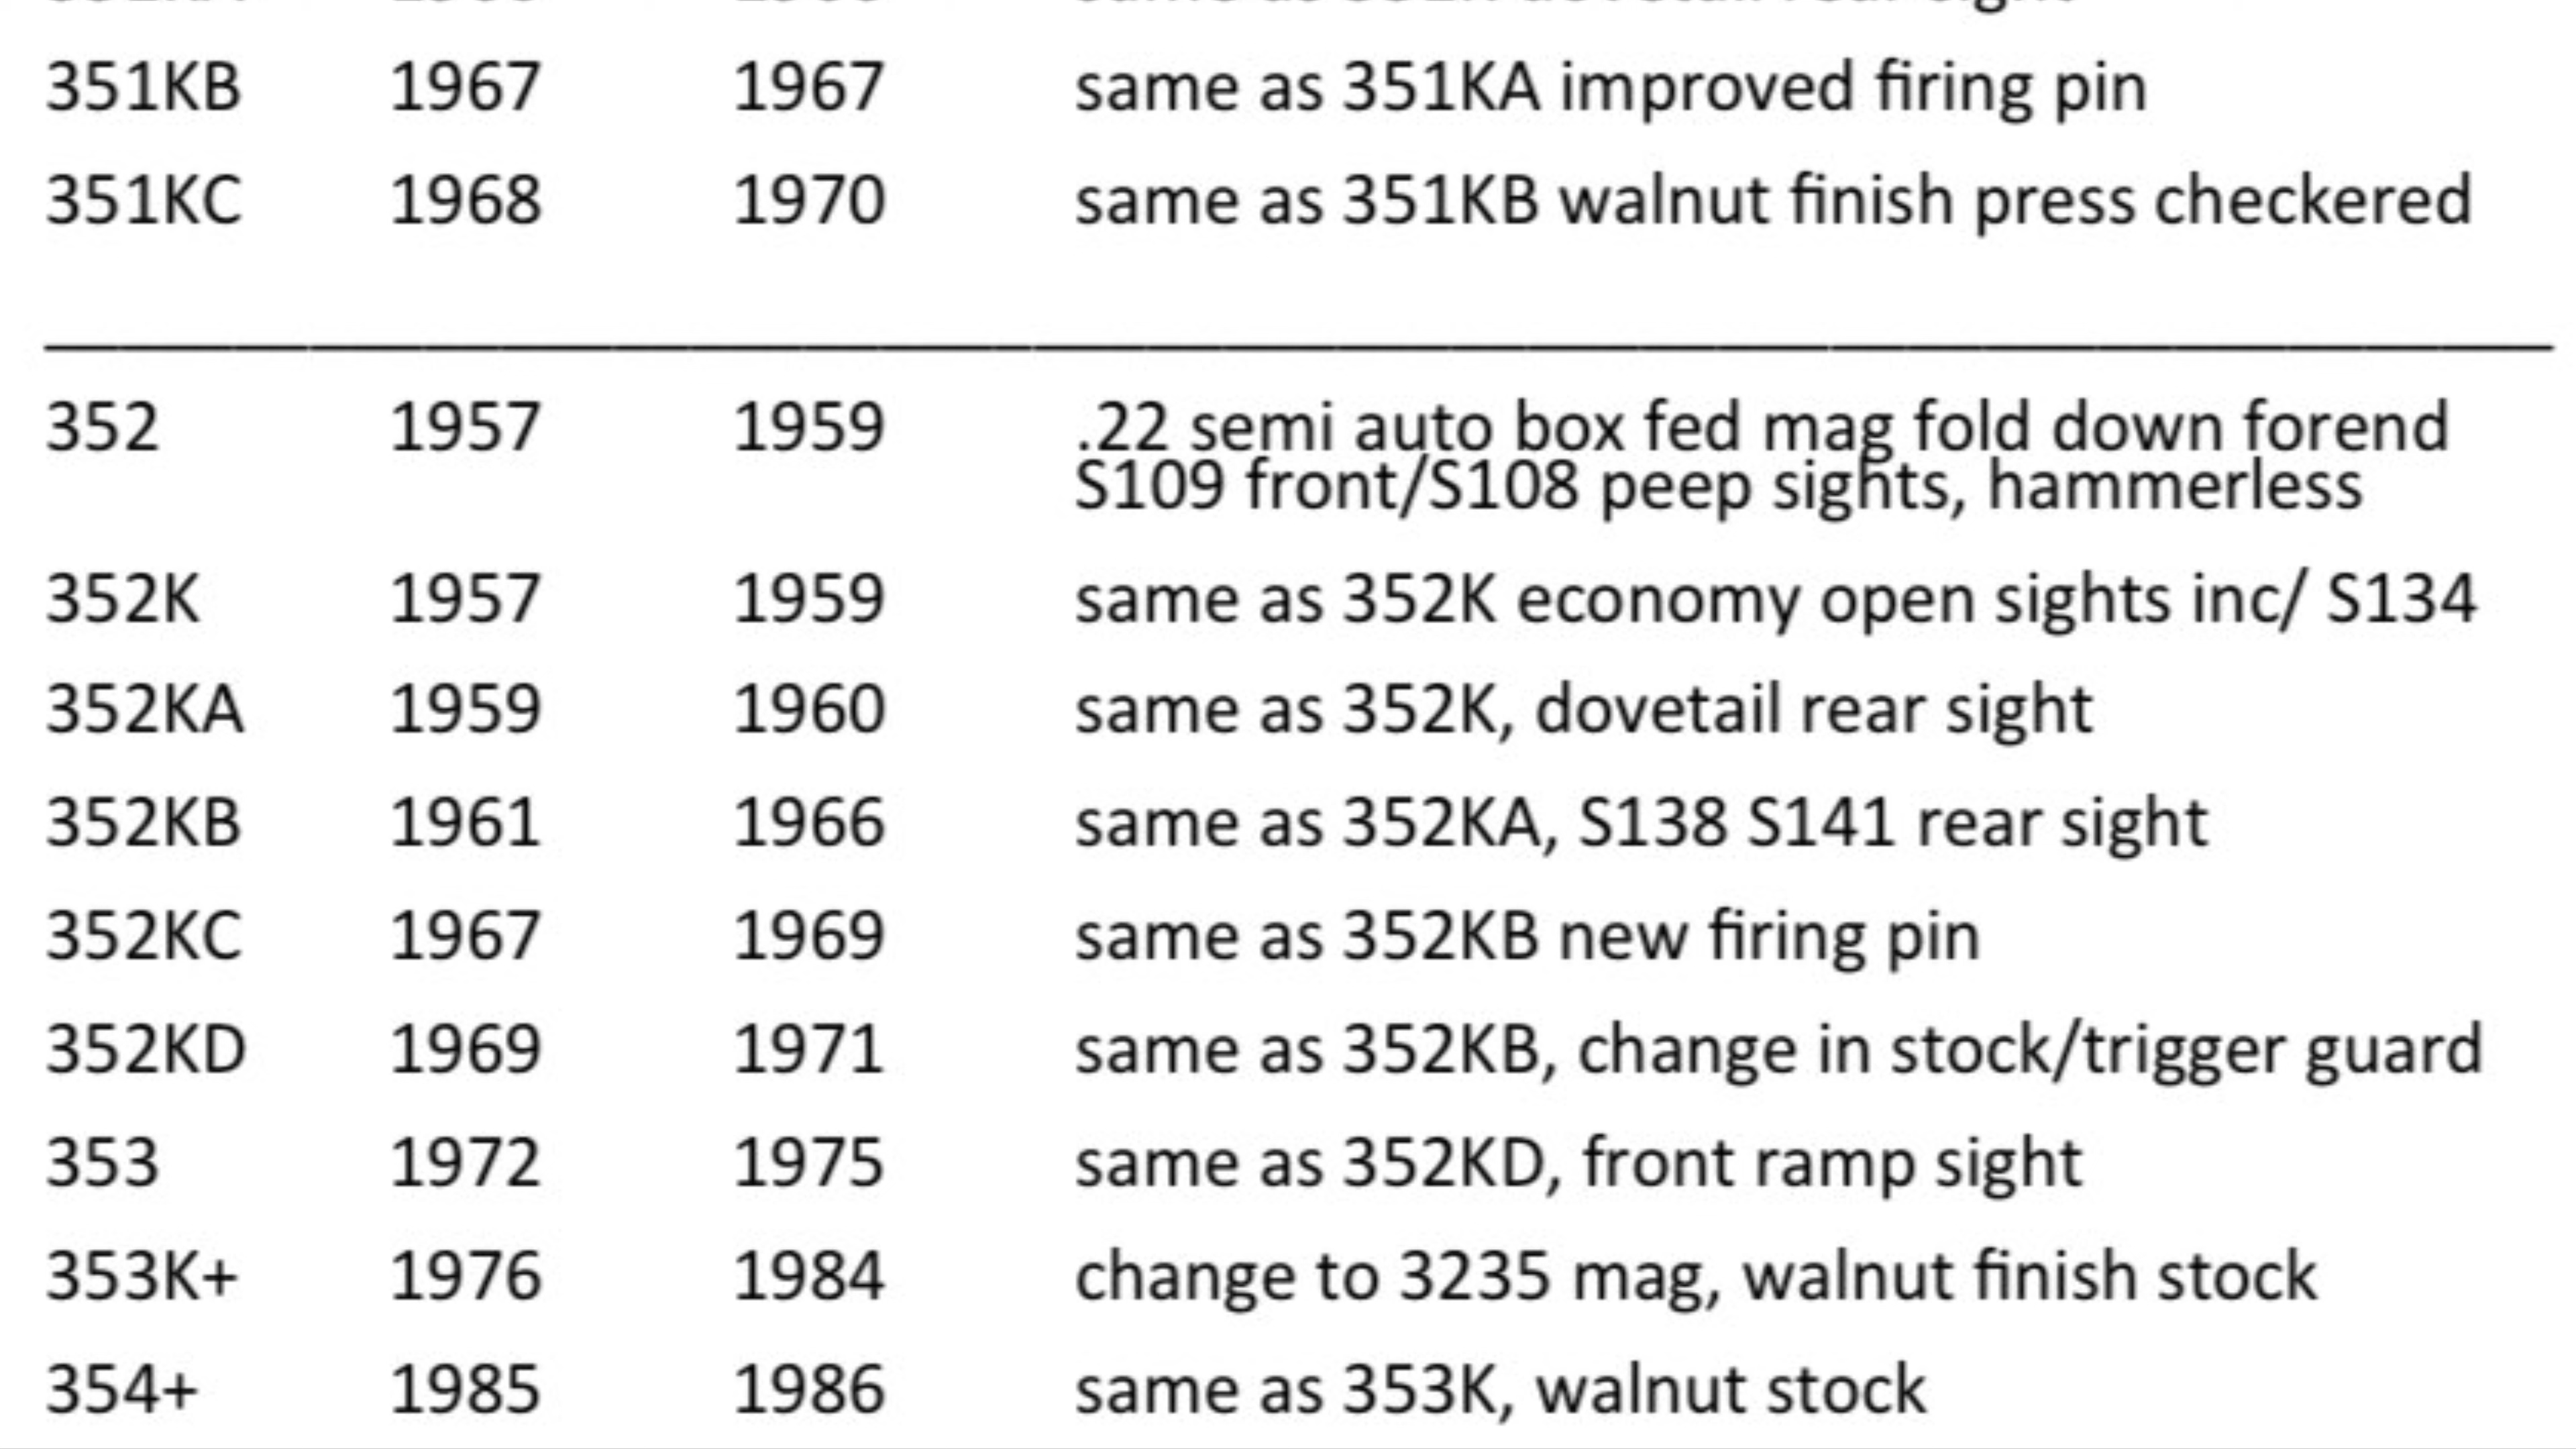 351KB 1967 1967 same as 351KA improved firing pin
351KC 1968 1970 same as 351KB walnut finish press checkered
352 1957 1959 .22 semi auto box fed mag fold down forend
S109 front/S108 peep sights, hammerless
352K 1957 1959 same as 352K economy open sights inc/ S134
352KA 1959 1960 same as 352K, dovetail rear sight
352KB 1961 1966 same as 352KA, S138 S141 rear sight
352KC 1967 1969 same as 352KB new firing pin
352KD 1969 1971 same as 352KB, change in stock/trigger guard
353 1972 1975 same as 352KD, front ramp sight
353K+ 1976 1984 change to 3235 mag, walnut finish stock
354+ 1985 1986 same as 353K, walnut stock